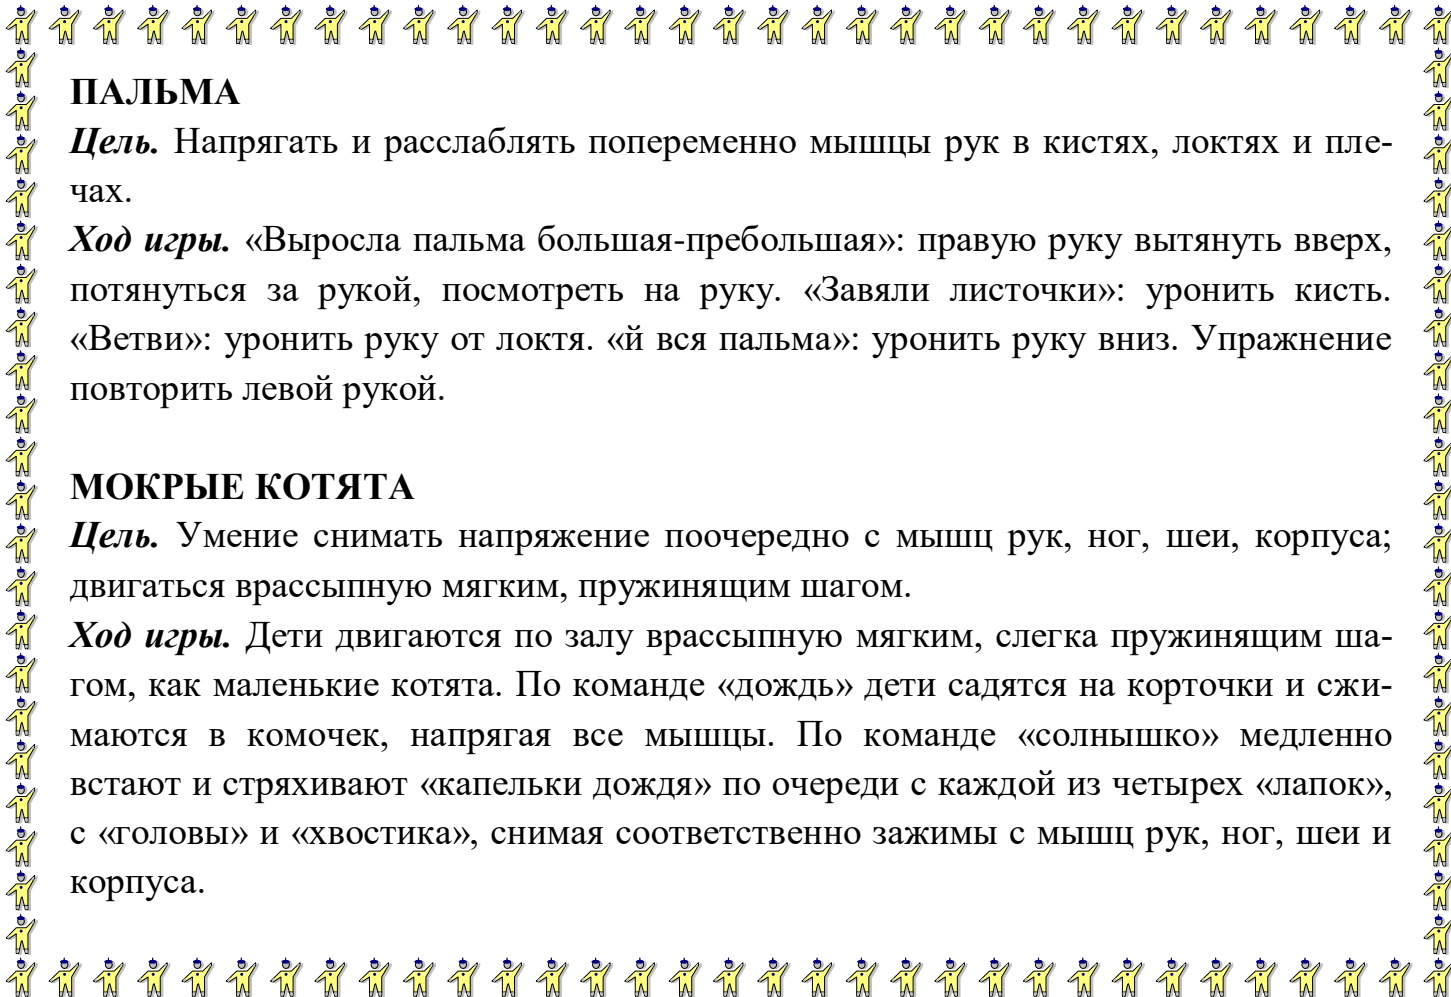 ПАЛЬМА
Цель. Напрягать и расслаблять попеременно мышцы рук в кистях, локтях и пле-
чах.
Ход игры. «Выросла пальма большая-пребольшая»: правую руку вытянуть вверх,
потянуться за рукой, посмотреть на руку. «Завяли листочки»: уронить кисть.
«Ветви»: уронить руку от локтя. «й вся пальма»: уронить руку вниз. Упражнение
повторить левой рукой.
МОКРЫЕ КОТЯТА
Цель. Умение снимать напряжение поочередно с мышц рук, ног, шеи, корпуса;
двигаться врассыпную мягким, пружинящим шагом.
Ход игры. Дети двигаются по залу врассыпную мягким, слегка пружинящим ша-
гом, как маленькие котята. По команде «дождь» дети садятся на корточки и сжи-
маются в комочек, напрягая все мышцы. По команде «солнышко» медленно
встают и стряхивают «капельки дождя» по очереди с каждой из четырех «лапок»,
с «головы» и «хвостика», снимая соответственно зажимы с мышц рук, ног, шеи и
корпуса.